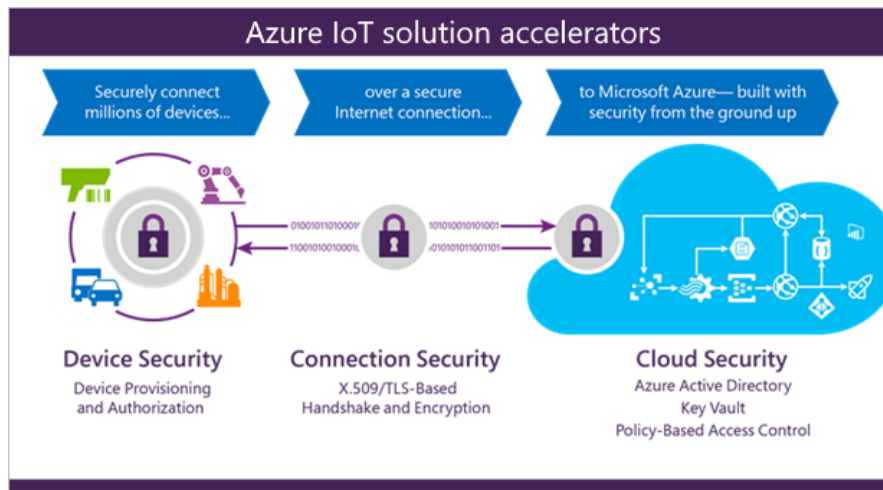 Azure IoT solution accelerators
Securely connect
millions of devices...
over a secure
Internet connection...
to Microsoft Azure— built with
security from the ground up
Device Security
Device Provisioning
and Authorization
Connection Security
X.509/TLS-Based
Handshake and Encryption
Cloud Security
Azure Active Directory
Key Vault
Policy-Based Access Control